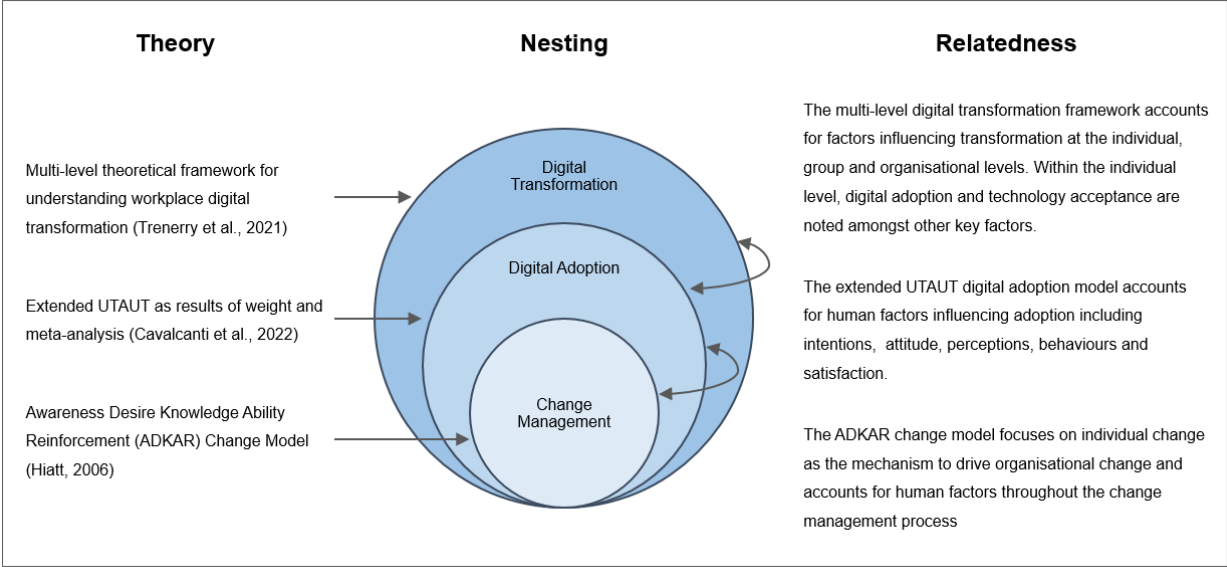 Theory
Nesting
Relatedness
Multi-level theoretical framework for
understanding workplace digital
transformation (Trenerry et al., 2021)
Extended UTAUT as results of weight and
meta-analysis (Cavalcanti et al., 2022)
Awareness Desire Knowledge Ability
Reinforcement (ADKAR) Change Model
(Hiatt, 2006)
Digital
Transformation
Digital Adoption
Change
Management
The multi-level digital transformation framework accounts
for factors influencing transformation at the individual,
group and organisational levels. Within the individual
level, digital adoption and technology acceptance are
noted amongst other key factors.
The extended UTAUT digital adoption model accounts
for human factors influencing adoption including
intentions,  attitude, perceptions, behaviours and
satisfaction.
The ADKAR change model focuses on individual change
as the mechanism to drive organisational change and
accounts for human factors throughout the change
management process